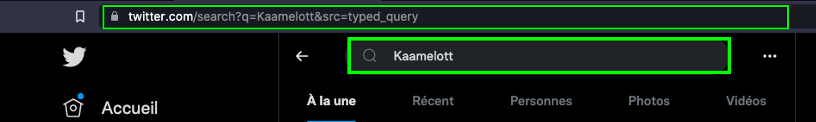 twitter.com/search?q=Kaamelott&src=typed_query
Kaamelott
Accueil
À la une Récent Personnes Photos Vidéos